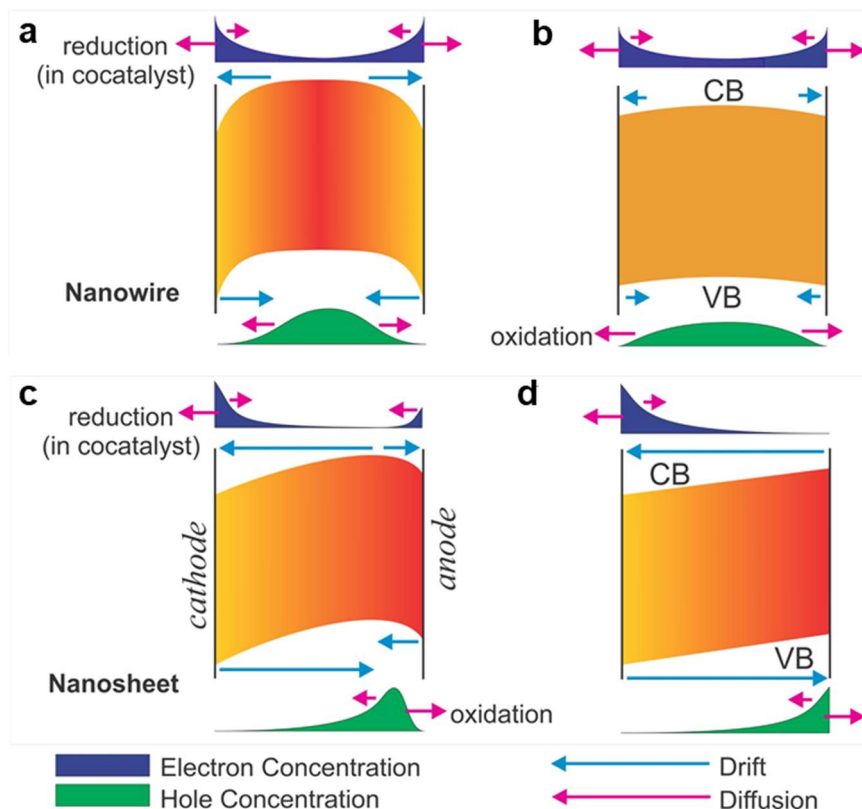 a
b
reduction
(in cocatalyst)
CB
Nanowire
VB
oxidation
c
d
reduction
(in cocatalyst)
CB
cathode
anode
VB
Nanosheet
oxidation
Electron Concentration
Drift
Hole Concentration
Diffusion